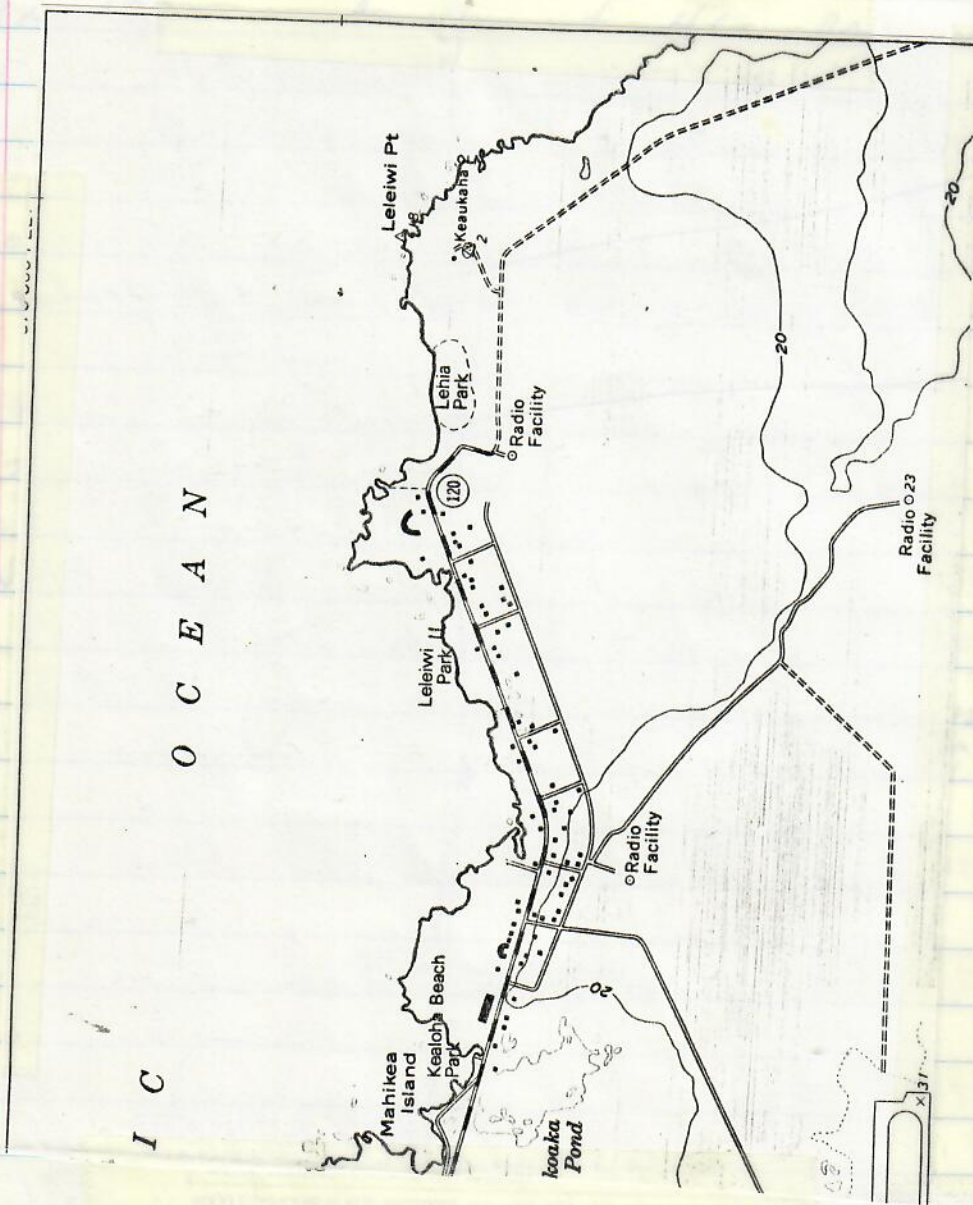 I C
O C E A N
Mahikea
Island
Kealoha Beach
Park
koaka
Pond
Leleiwi
Park
Lehia
Park
Leleiwi Pt
Keaukaha
2
120
Radio
Facility
Radio
Facility
Radio
Facility
23
20
20
20
×31